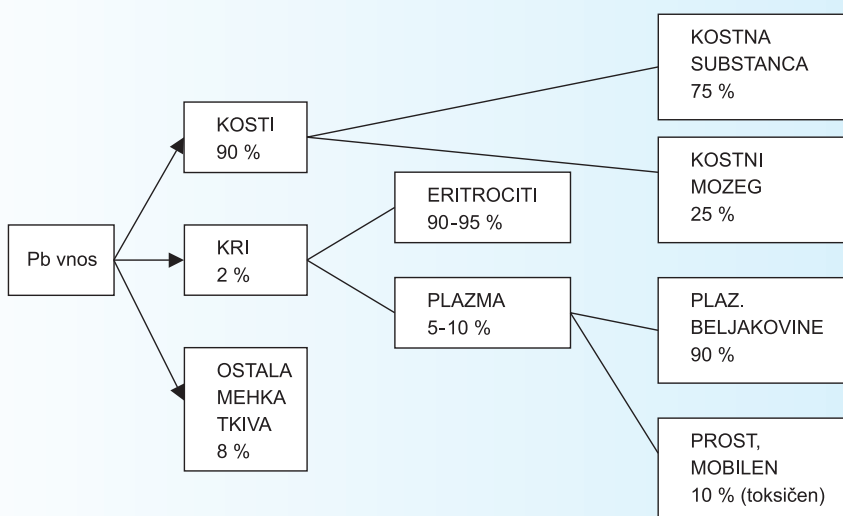 Pb vnos
KOSTI
90 %
KRI
2 %
OSTALA
MEHKA
TKIVA
8 %
ERITROCITI
90-95 %
PLAZMA
5-10 %
KOSTNA
SUBSTANCA
75 %
KOSTNI
MOZEG
25 %
PLAZ.
BELJAKOVINE
90 %
PROST,
MOBILEN
10 % (toksičen)